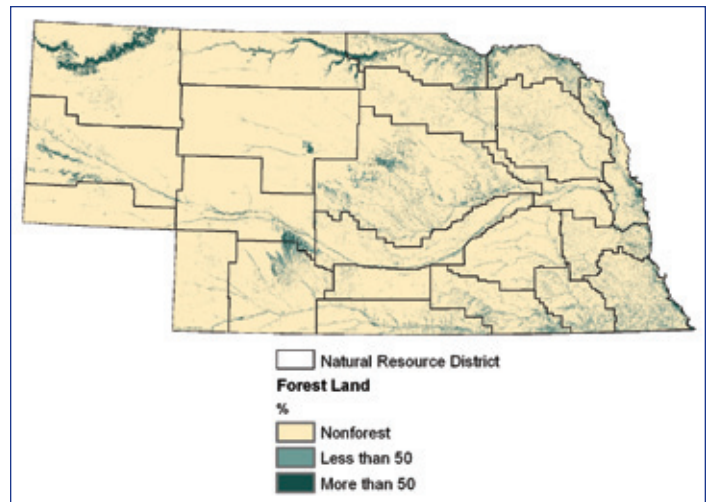 Natural Resource District
Forest Land
%
Nonforest
Less than 50
More than 50